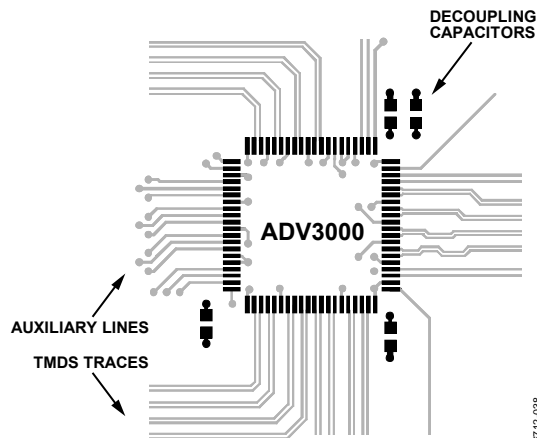 DECOUPLING
CAPACITORS
ADV3000
AUXILIARY LINES
TMDS TRACES